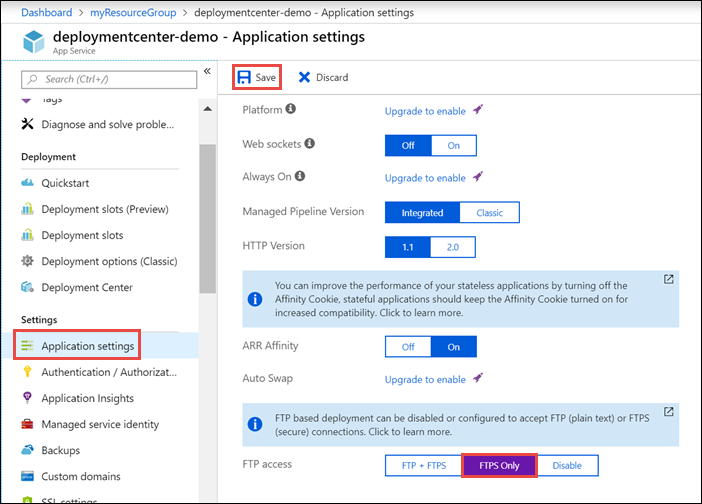 Dashboard > myResourceGroup > deploymentcenter-demo - Application settings
deploymentcenter-demo - Application settings
App Service
Search (Ctrl+/)
«
Tags
Diagnose and solve proble...
Deployment
Quickstart
Deployment slots (Preview)
Deployment slots
Deployment options (Classic)
Deployment Center
Settings
Application settings
Authentication / Authorizat...
Application Insights
Managed service identity
Backups
Custom domains
SSL settings
Save Discard
Platform Upgrade to enable
Web sockets Off On
Always On Upgrade to enable
Managed Pipeline Version Integrated Classic
HTTP Version 1.1 2.0
You can improve the performance of your stateless applications by turning off the
Affinity Cookie, stateful applications should keep the Affinity Cookie turned on for
increased compatibility. Click to learn more.
ARR Affinity Off On
Auto Swap Upgrade to enable
FTP based deployment can be disabled or configured to accept FTP (plain text) or FTPS
(secure) connections. Click to learn more.
FTP access FTP + FTPS FTPS Only Disable